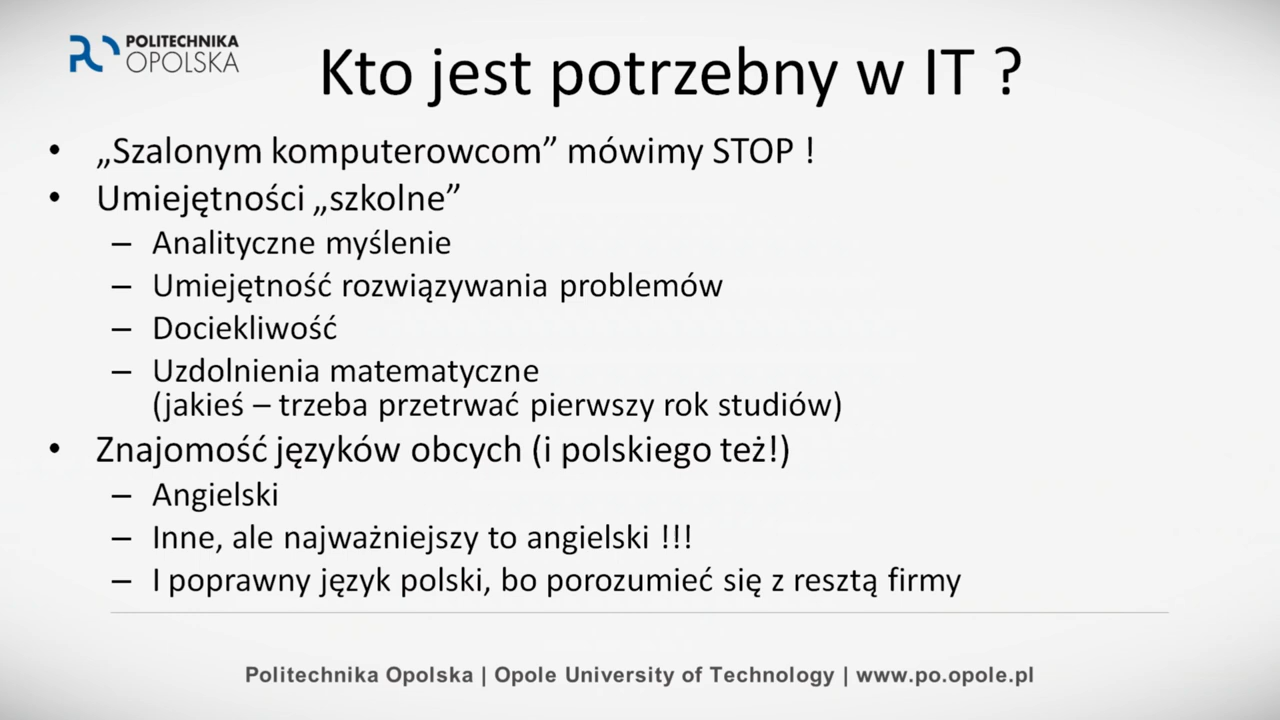 POLITECHNIKA
OPOLSKA
Kto jest potrzebny w IT ?
• „Szalonym komputerowcom” mówimy STOP !
• Umiejętności „szkolne”
– Analityczne myślenie
– Umiejętność rozwiązywania problemów
– Dociekliwość
– Uzdolnienia matematyczne
(jakieś – trzeba przetrwać pierwszy rok studiów)
• Znajomość języków obcych (i polskiego też!)
– Angielski
– Inne, ale najważniejszy to angielski !!!
– I poprawny język polski, bo porozumieć się z resztą firmy
Politechnika Opolska | Opole University of Technology | www.po.opole.pl